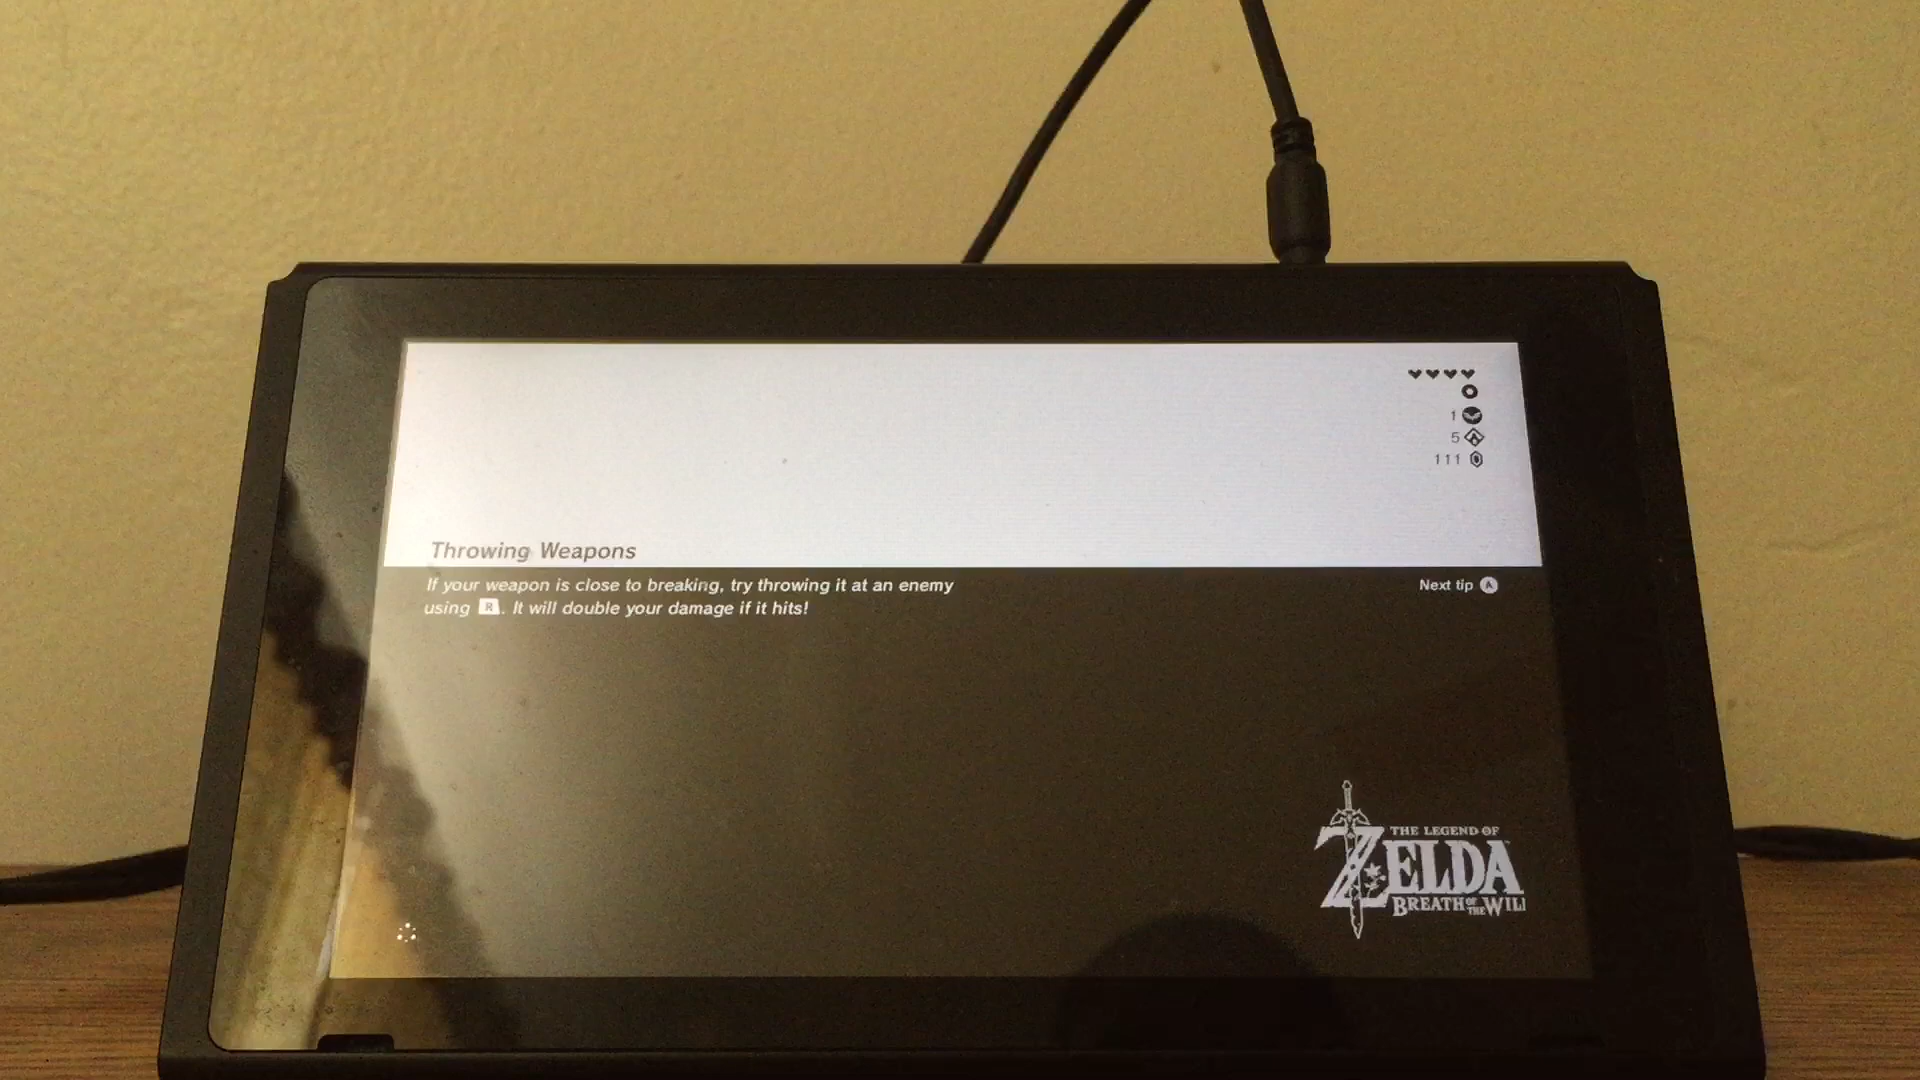 1
5
111
Throwing Weapons
If your weapon is close to breaking, try throwing it at an enemy
using R. It will double your damage if it hits!
Next tip A
THE LEGEND OF
ZELDA
BREATH OF THE WILD